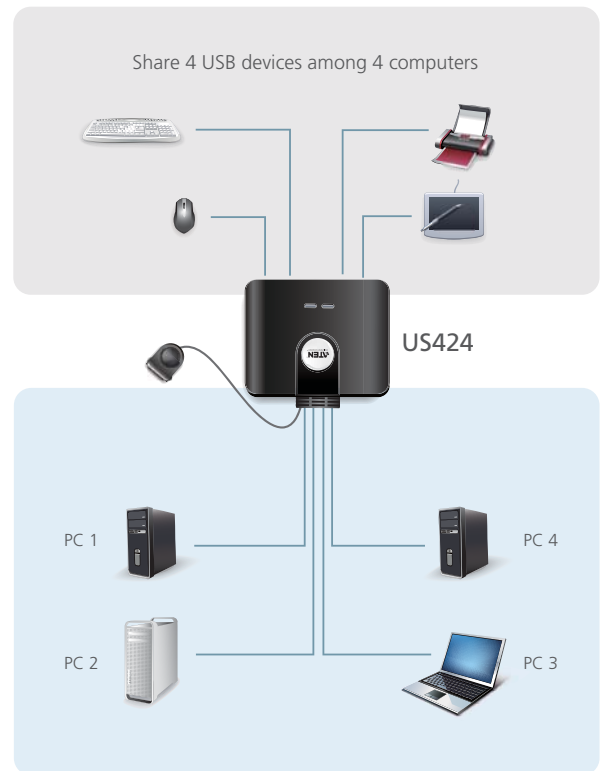 Share 4 USB devices among 4 computers
ATEN
US424
PC 1
PC 4
PC 2
PC 3